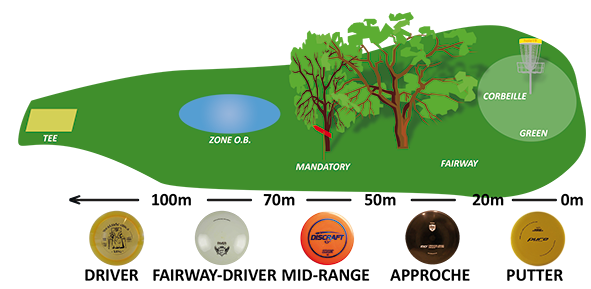 CORBEILLE
TEE
ZONE O.B.
GREEN
MANDATORY
FAIRWAY
100m 70m 50m 20m 0m
DISCRAFT
DRIVER FAIRWAY-DRIVER MID-RANGE APPROCHE PUTTER